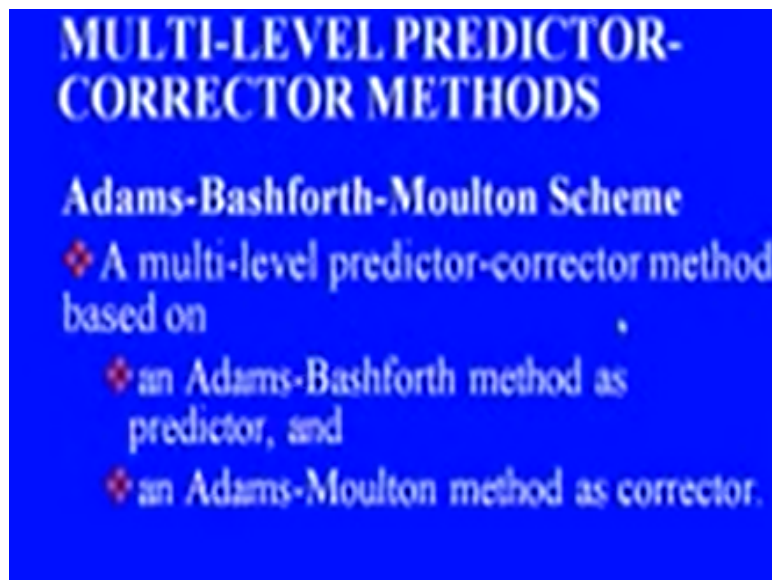 MULTI-LEVEL PREDICTOR-
CORRECTOR METHODS
Adams-Bashforth-Moulton Scheme
A multi-level predictor-corrector method
based on
an Adams-Bashforth method as
predictor, and
an Adams-Moulton method as corrector.